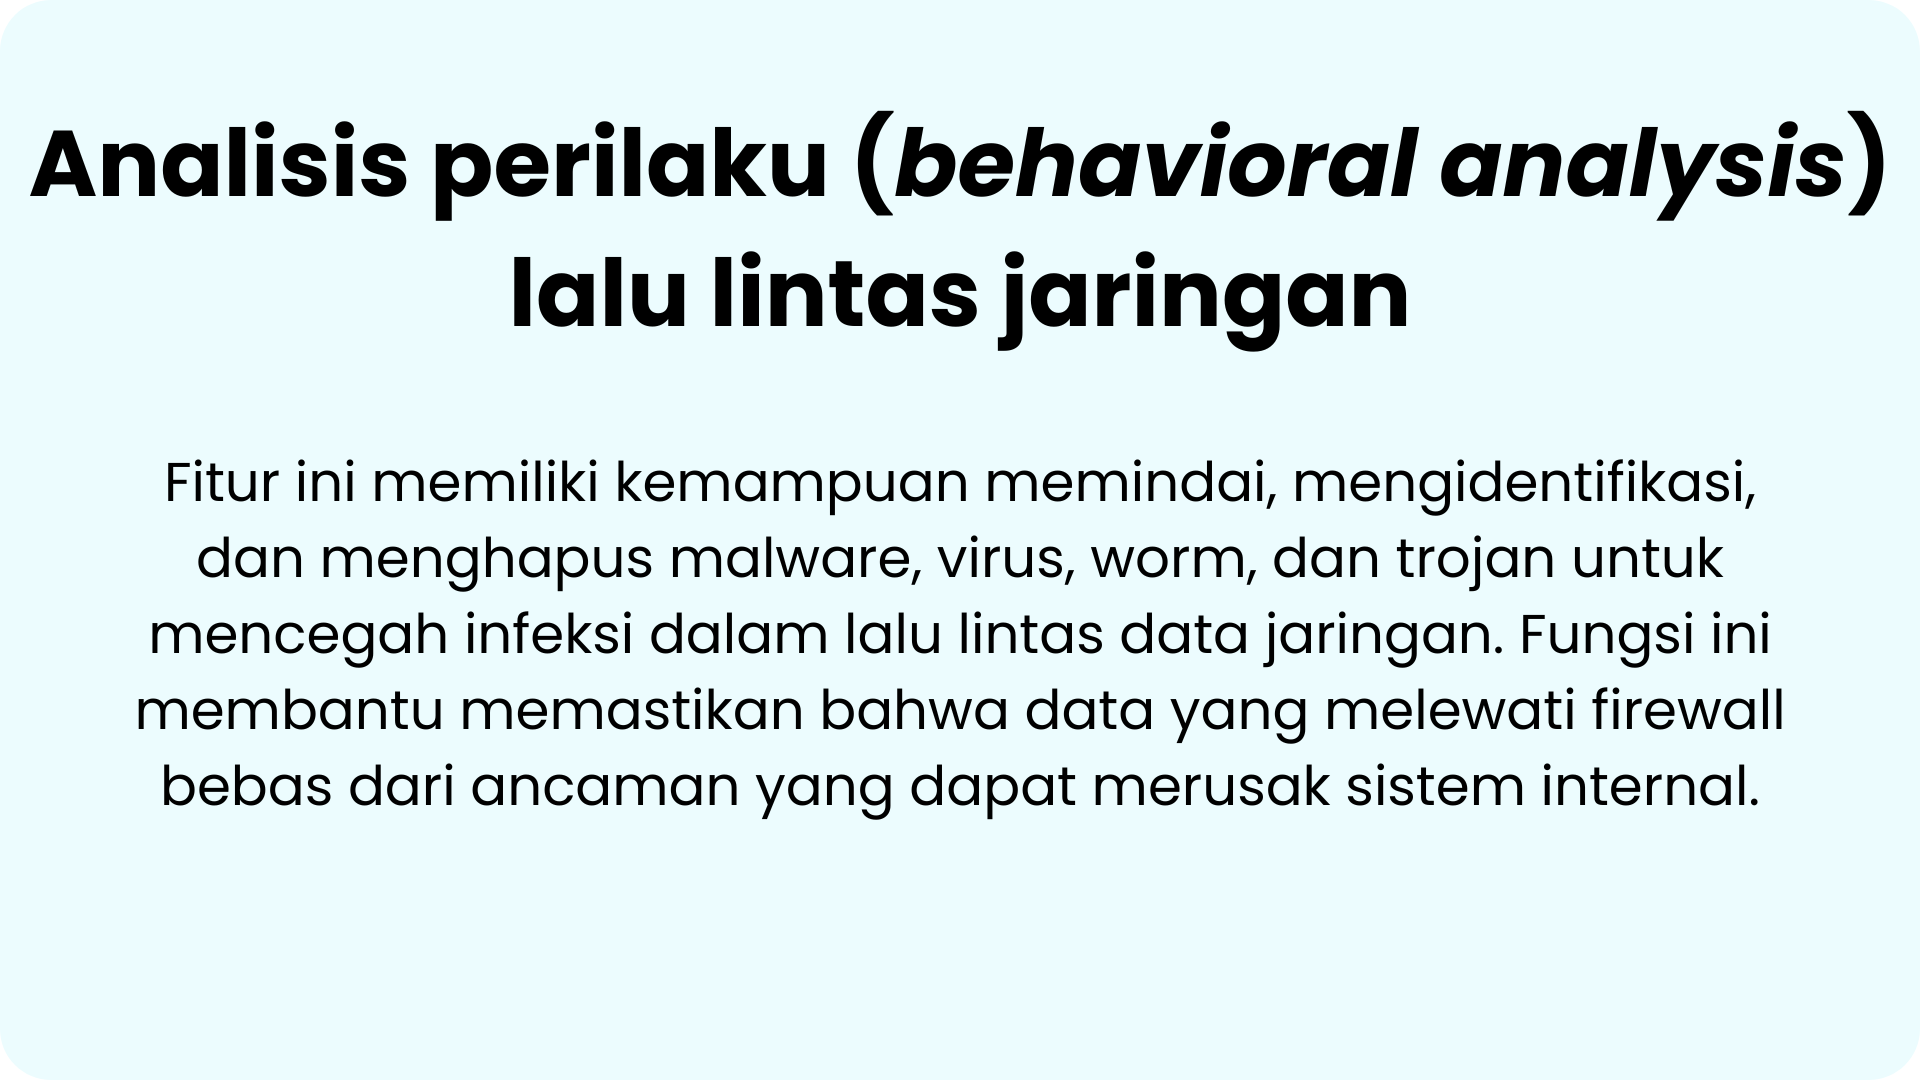 Analisis perilaku (behavioral analysis)
lalu lintas jaringan
Fitur ini memiliki kemampuan memindai, mengidentifikasi,
dan menghapus malware, virus, worm, dan trojan untuk
mencegah infeksi dalam lalu lintas data jaringan. Fungsi ini
membantu memastikan bahwa data yang melewati firewall
bebas dari ancaman yang dapat merusak sistem internal.